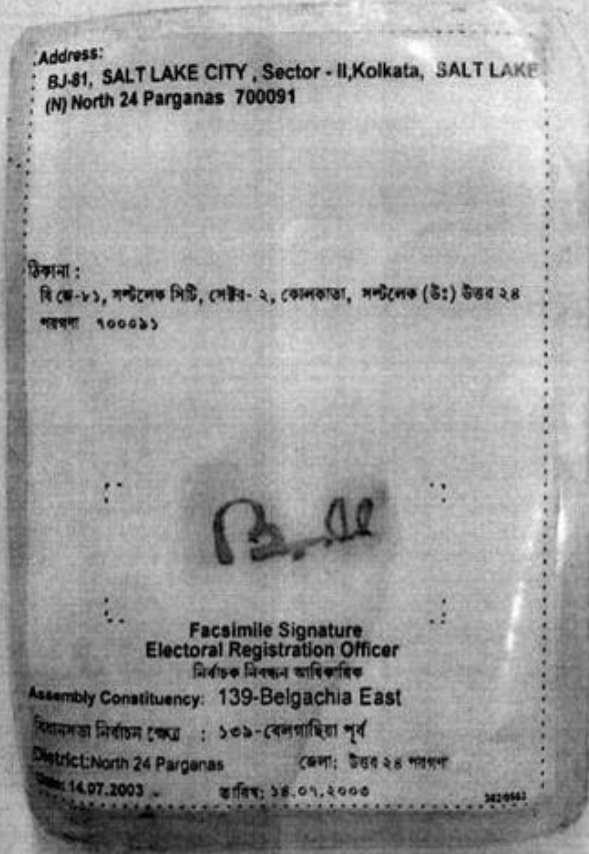 Address:
BJ-81, SALT LAKE CITY , Sector - II,Kolkata, SALT LAKE
(N) North 24 Parganas 700091
ঠিকানা :
বি জে-৮১, সল্টলেক সিটি, সেক্টর- ২, কোলকাতা, সল্টলেক (উঃ) উত্তর ২৪
পরগণা ৭০০০৯১
Facsimile Signature
Electoral Registration Officer
নির্বাচক নিবন্ধন আধিকারিক
Assembly Constituency: 139-Belgachia East
বিধানসভা নির্বাচন ক্ষেত্র : ১৩৯-বেলগাছিয়া পূর্ব
District:North 24 Parganas জেলা: উত্তর ২৪ পরগণা
Date: 14.07.2003 তারিখ: ১৪.০৭.২০০৩